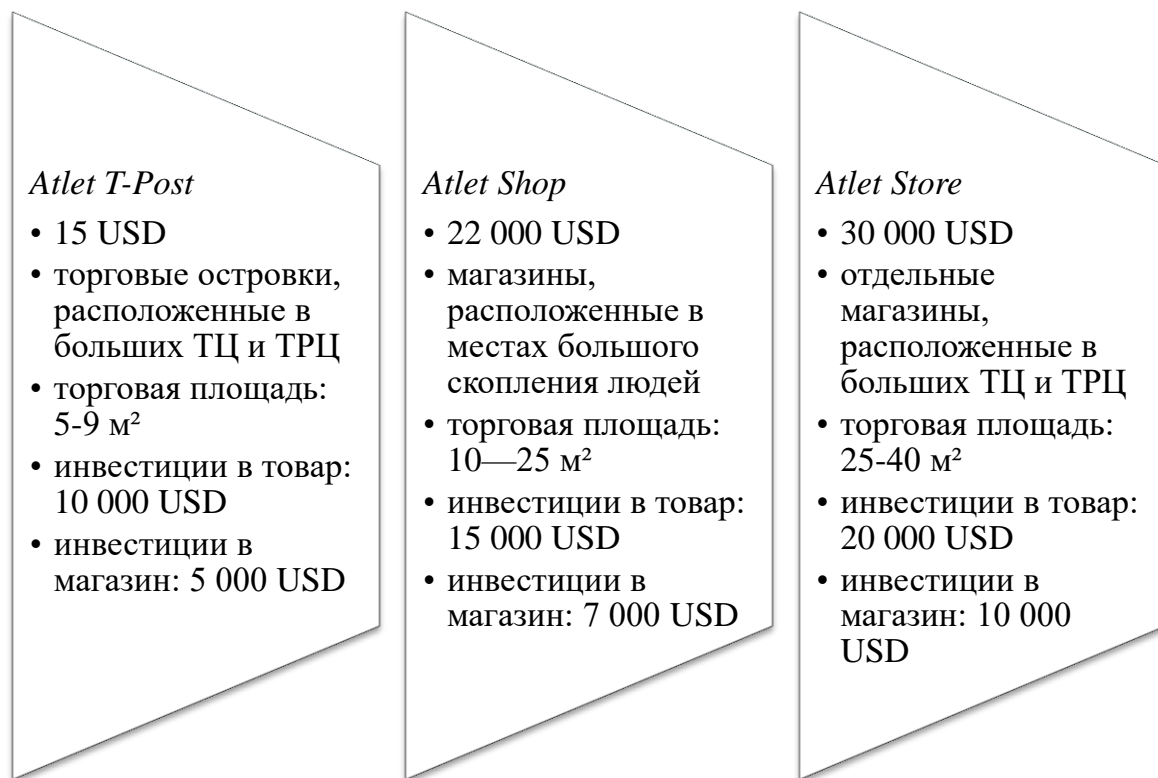 Atlet T-Post
• 15 USD
• торговые островки,
расположенные в
больших ТЦ и ТРЦ
• торговая площадь:
5-9 м²
• инвестиции в товар:
10 000 USD
• инвестиции в
магазин: 5 000 USD
Atlet Shop
• 22 000 USD
• магазины,
расположенные в
местах большого
скопления людей
• торговая площадь:
10—25 м²
• инвестиции в товар:
15 000 USD
• инвестиции в
магазин: 7 000 USD
Atlet Store
• 30 000 USD
• отдельные
магазины,
расположенные в
больших ТЦ и ТРЦ
• торговая площадь:
25-40 м²
• инвестиции в товар:
20 000 USD
• инвестиции в
магазин: 10 000
USD